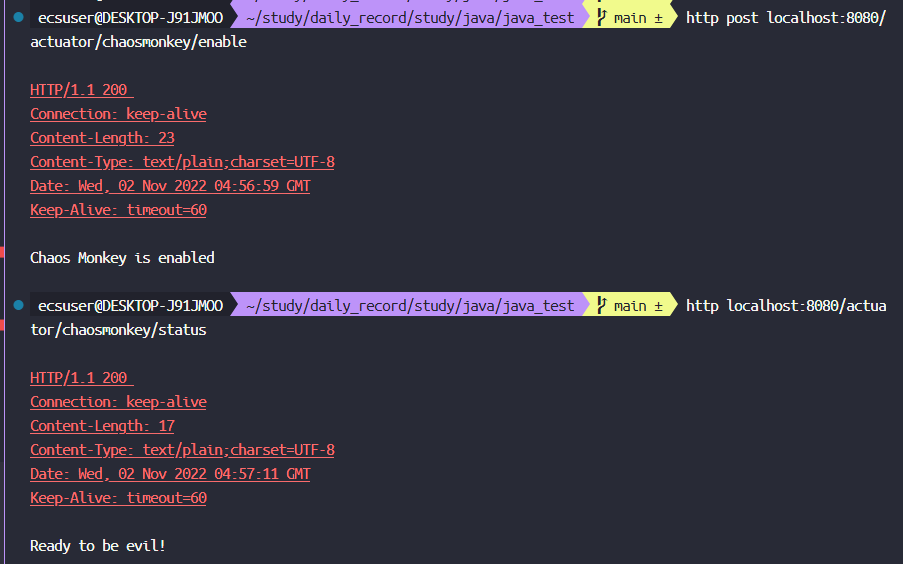 ecsuser@DESKTOP-J91JMOO ~/study/daily_record/study/java/java_test main ± http post localhost:8080/
actuator/chaosmonkey/enable
HTTP/1.1 200
Connection: keep-alive
Content-Length: 23
Content-Type: text/plain;charset=UTF-8
Date: Wed, 02 Nov 2022 04:56:59 GMT
Keep-Alive: timeout=60
Chaos Monkey is enabled
ecsuser@DESKTOP-J91JMOO ~/study/daily_record/study/java/java_test main ± http localhost:8080/actua
tor/chaosmonkey/status
HTTP/1.1 200
Connection: keep-alive
Content-Length: 17
Content-Type: text/plain;charset=UTF-8
Date: Wed, 02 Nov 2022 04:57:11 GMT
Keep-Alive: timeout=60
Ready to be evil!